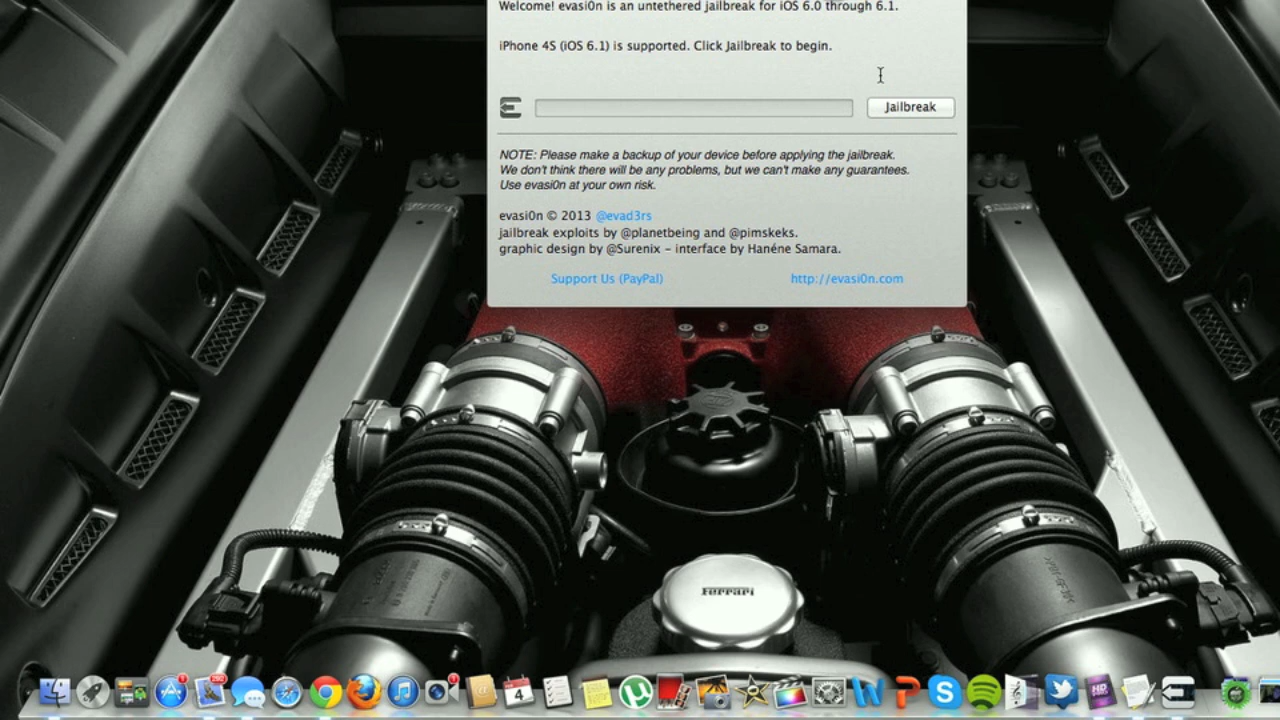 Welcome! evasi0n is an untethered jailbreak for iOS 6.0 through 6.1.
iPhone 4S (iOS 6.1) is supported. Click Jailbreak to begin.
Jailbreak
NOTE: Please make a backup of your device before applying the jailbreak.
We don't think there will be any problems, but we can't make any guarantees.
Use evasi0n at your own risk.
evasi0n © 2013 @evad3rs
jailbreak exploits by @planetbeing and @pimskeks.
graphic design by @Surenix – interface by Hanéne Samara.
Support Us (PayPal)
http://evasi0n.com
Ferrari
4
HD